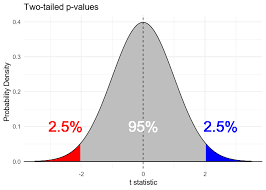 Two-tailed p-values
Probability Density
0.4
0.3
0.2
0.1
0.0
2.5% 95% 2.5%
-2 0 2
t statistic